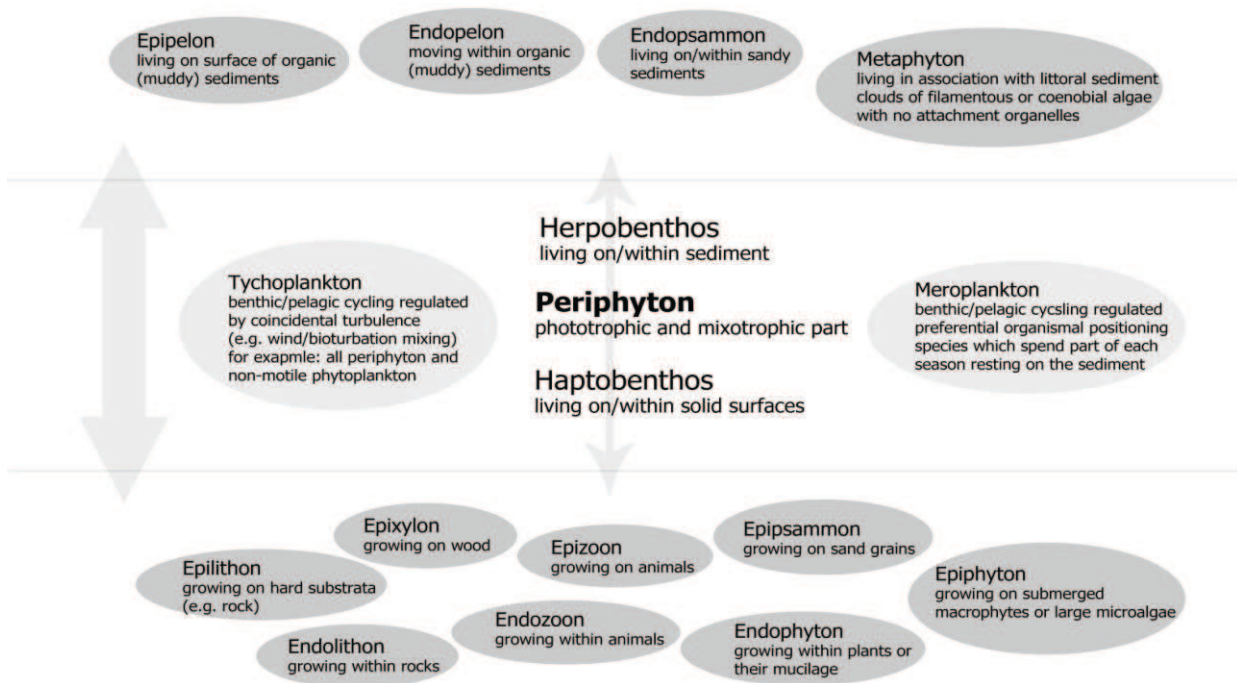 Epipelon
living on surface of organic
(muddy) sediments
Endopelon
moving within organic
(muddy) sediments
Endopsammon
living on/within sandy
sediments
Metaphyton
living in association with littoral sediment
clouds of filamentous or coenobial algae
with no attachment organelles
Herpobenthos
living on/within sediment
Tychoplankton
benthic/pelagic cycling regulated
by coincidental turbulence
(e.g. wind/bioturbation mixing)
for exapmle: all periphyton and
non-motile phytoplankton
Periphyton
phototrophic and mixotrophic part
Meroplankton
benthic/pelagic cycsling regulated
preferential organismal positioning
species which spend part of each
season resting on the sediment
Haptobenthos
living on/within solid surfaces
Epixylon
growing on wood
Epizoon
growing on animals
Epipsammon
growing on sand grains
Epilithon
growing on hard substrata
(e.g. rock)
Epiphyton
growing on submerged
macrophytes or large microalgae
Endolithon
growing within rocks
Endozoon
growing within animals
Endophyton
growing within plants or
their mucilage